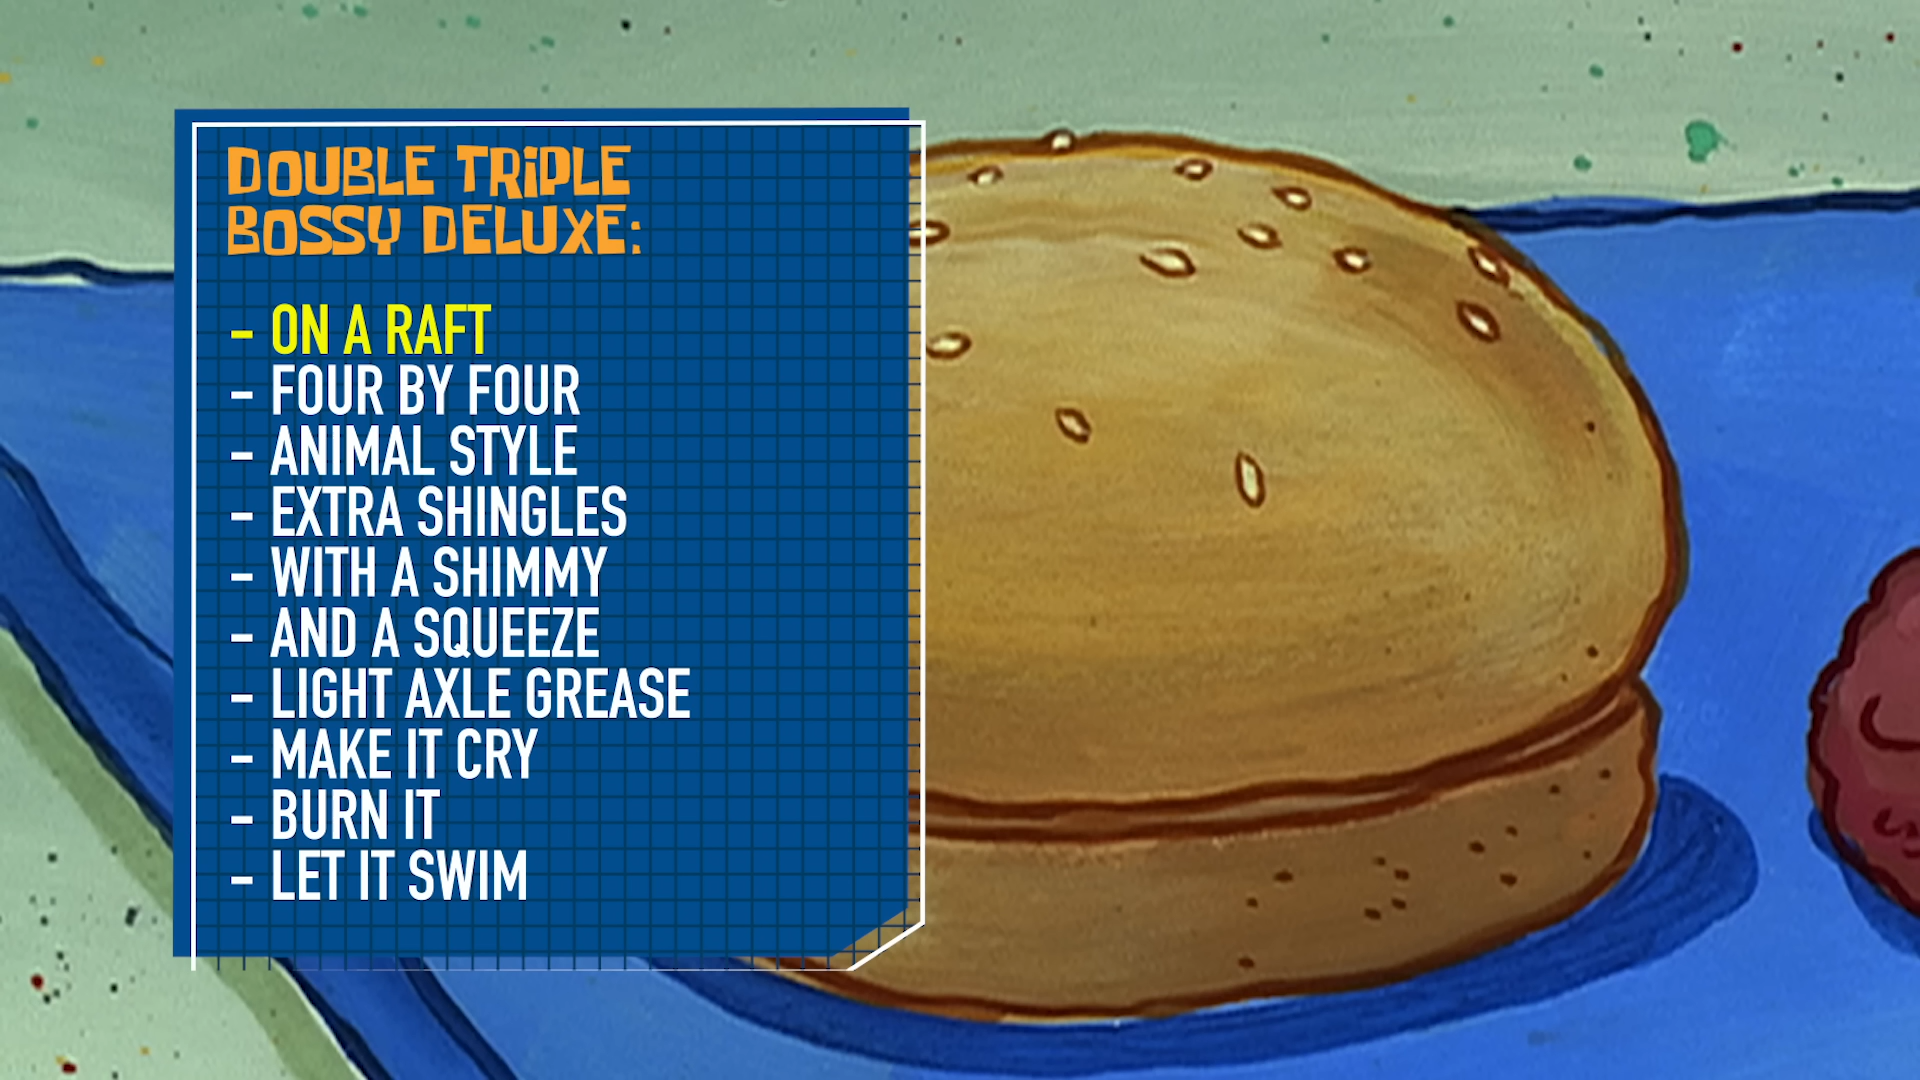 DOUBLE TRIPLE
BOSSY DELUXE:
- ON A RAFT
- FOUR BY FOUR
- ANIMAL STYLE
- EXTRA SHINGLES
- WITH A SHIMMY
- AND A SQUEEZE
- LIGHT AXLE GREASE
- MAKE IT CRY
- BURN IT
- LET IT SWIM